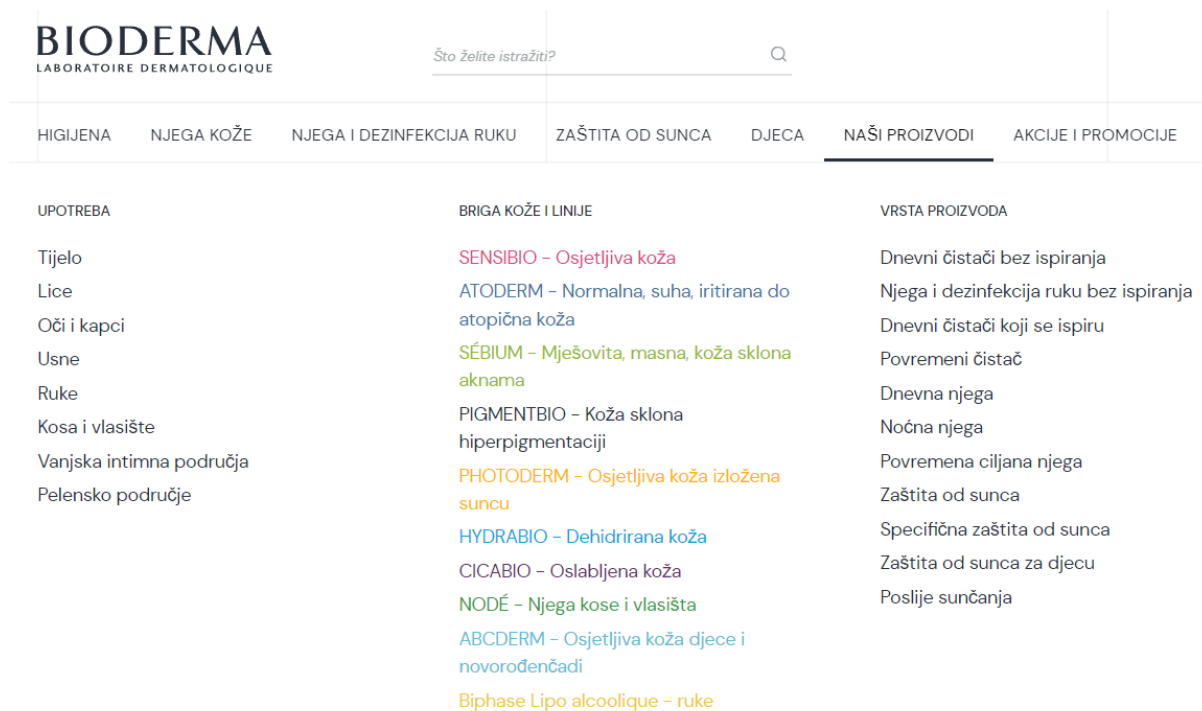 BIODERMA
LABORATOIRE DERMATOLOGIQUE
Što želite istražiti?
HIGIJENA
NJEGA KOŽE
NJEGA I DEZINFEKCIJA RUKU
ZAŠTITA OD SUNCA
DJECA
NAŠI PROIZVODI
AKCIJE I PROMOCIJE
UPOTREBA
Tijelo
Lice
Oči i kapci
Usne
Ruke
Kosa i vlasište
Vanjska intimna područja
Pelensko područje
BRIGA KOŽE I LINIJE
SENSIBIO – Osjetljiva koža
ATODERM – Normalna, suha, iritirana do
atopična koža
SÉBIUM – Mješovita, masna, koža sklona
aknama
PIGMENTBIO – Koža sklona
hiperpigmentaciji
PHOTODERM – Osjetljiva koža izložena
suncu
HYDRABIO – Dehidrirana koža
CICABIO – Oslabljena koža
NODÉ – Njega kose i vlasišta
ABCDERM – Osjetljiva koža djece i
novorođenčadi
Biphase Lipo alcoolique – ruke
VRSTA PROIZVODA
Dnevni čistači bez ispiranja
Njega i dezinfekcija ruku bez ispiranja
Dnevni čistači koji se ispiru
Povremeni čistač
Dnevna njega
Noćna njega
Povremena ciljana njega
Zaštita od sunca
Specifična zaštita od sunca
Zaštita od sunca za djecu
Poslije sunčanja